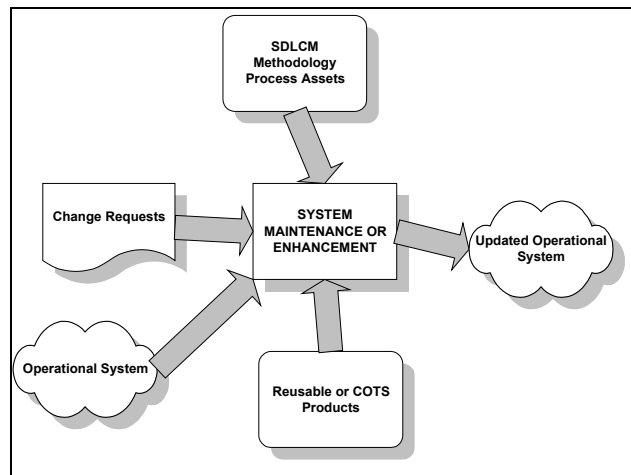 SDLCM
Methodology
Process Assets
Change Requests
SYSTEM
MAINTENANCE OR
ENHANCEMENT
Updated Operational
System
Operational System
Reusable or COTS
Products